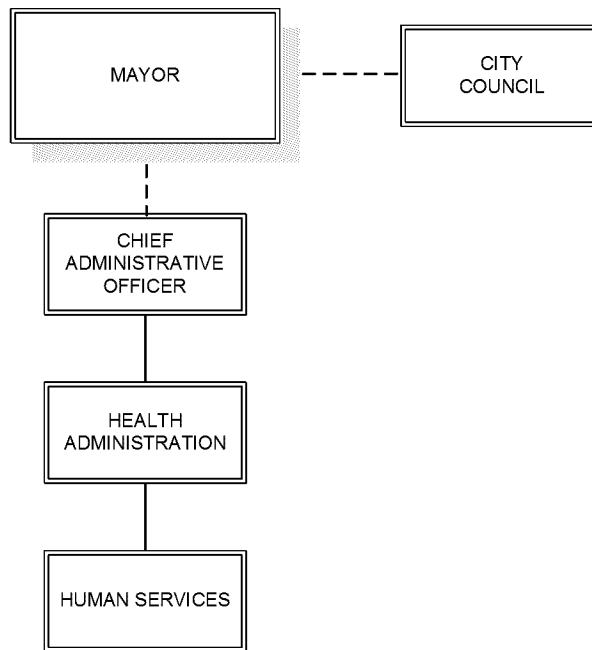 MAYOR
CITY
COUNCIL
CHIEF
ADMINISTRATIVE
OFFICER
HEALTH
ADMINISTRATION
HUMAN SERVICES